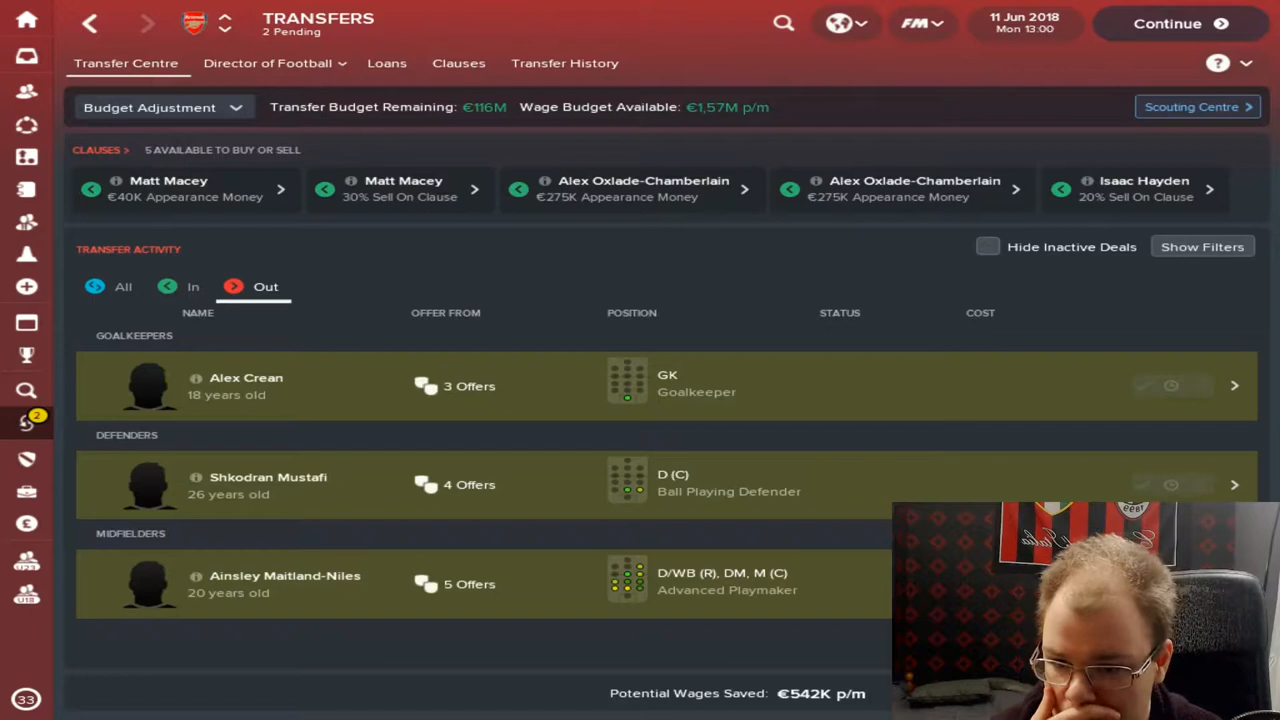 TRANSFERS
2 Pending
FM
11 Jun 2018
Mon 13:00
Continue
Transfer Centre
Director of Football
Loans
Clauses
Transfer History
?
Budget Adjustment
Transfer Budget Remaining: €116M
Wage Budget Available: €1,57M p/m
Scouting Centre >
CLAUSES > 5 AVAILABLE TO BUY OR SELL
Matt Macey
€40K Appearance Money
Matt Macey
30% Sell On Clause
Alex Oxlade-Chamberlain
€275K Appearance Money
Alex Oxlade-Chamberlain
€275K Appearance Money
Isaac Hayden
20% Sell On Clause
TRANSFER ACTIVITY
Hide Inactive Deals
Show Filters
All
In
Out
NAME
OFFER FROM
POSITION
STATUS
COST
GOALKEEPERS
Alex Crean
18 years old
3 Offers
GK
Goalkeeper
DEFENDERS
Shkodran Mustafi
26 years old
4 Offers
D (C)
Ball Playing Defender
MIDFIELDERS
Ainsley Maitland-Niles
20 years old
5 Offers
D/WB (R), DM, M (C)
Advanced Playmaker
Potential Wages Saved: €542K p/m
2
U23
U18
33